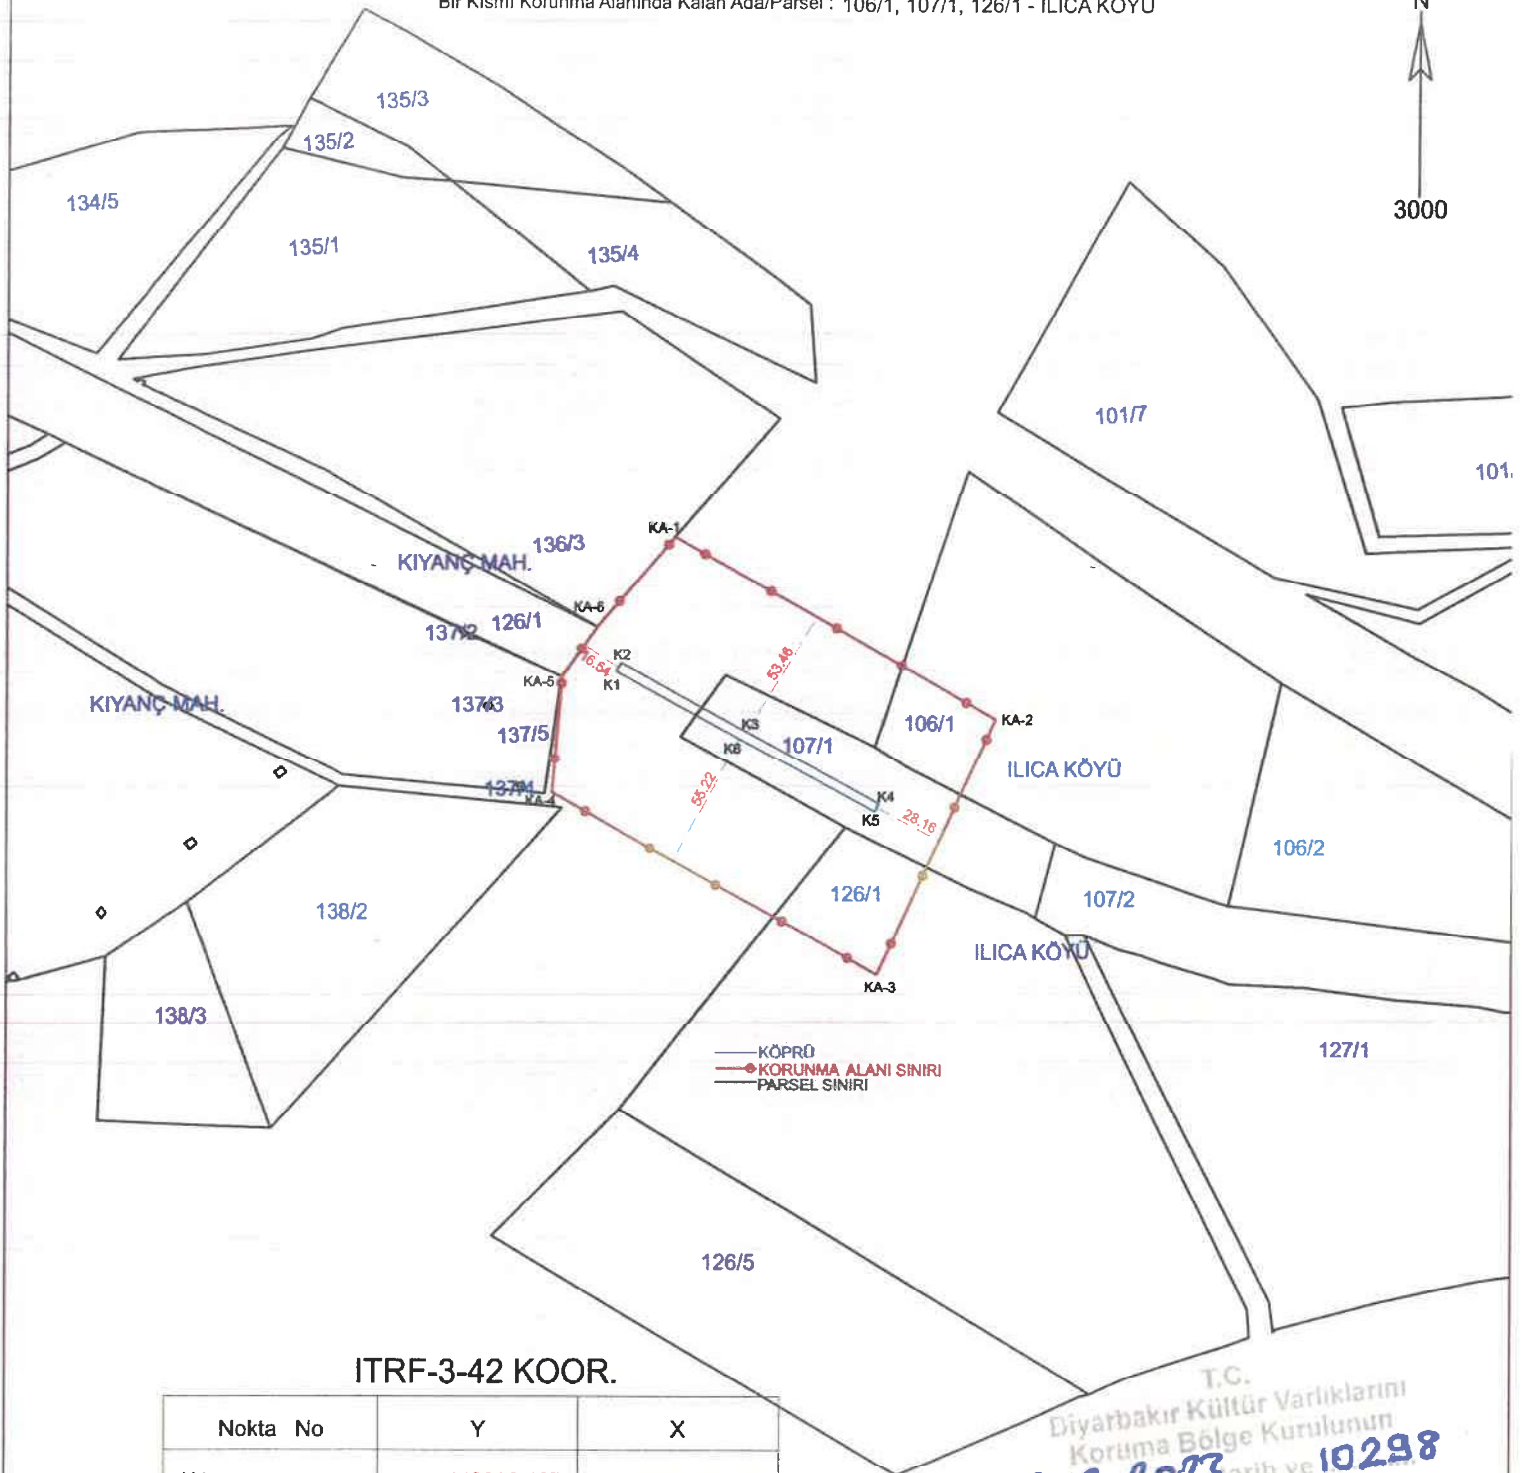 Bir Kısmı Korunma Alanında Kalan Ada/Parsel : 106/1, 107/1, 126/1 - ILICA KÖYÜ
N
3000
135/3
135/2
134/5
135/1
135/4
101/7
101
136/3
KIYANÇ MAH.
KA-1
KA-6
126/1
137/2
K2
K1
16.54
53.46
KA-5
KIYANÇ MAH.
137/3
137/5
K3
K6
107/1
106/1
KA-2
ILICA KÖYÜ
137/4
KA-4
55.22
K4
K5
28.16
106/2
138/2
126/1
107/2
ILICA KÖYÜ
KA-3
138/3
127/1
KÖPRÜ
KORUNMA ALANI SINIRI
PARSEL SINIRI
126/5
ITRF-3-42 KOOR.
Nokta No Y X
T.C.
Diyarbakır Kültür Varlıklarını
Koruma Bölge Kurulunun
tarih ve 10298